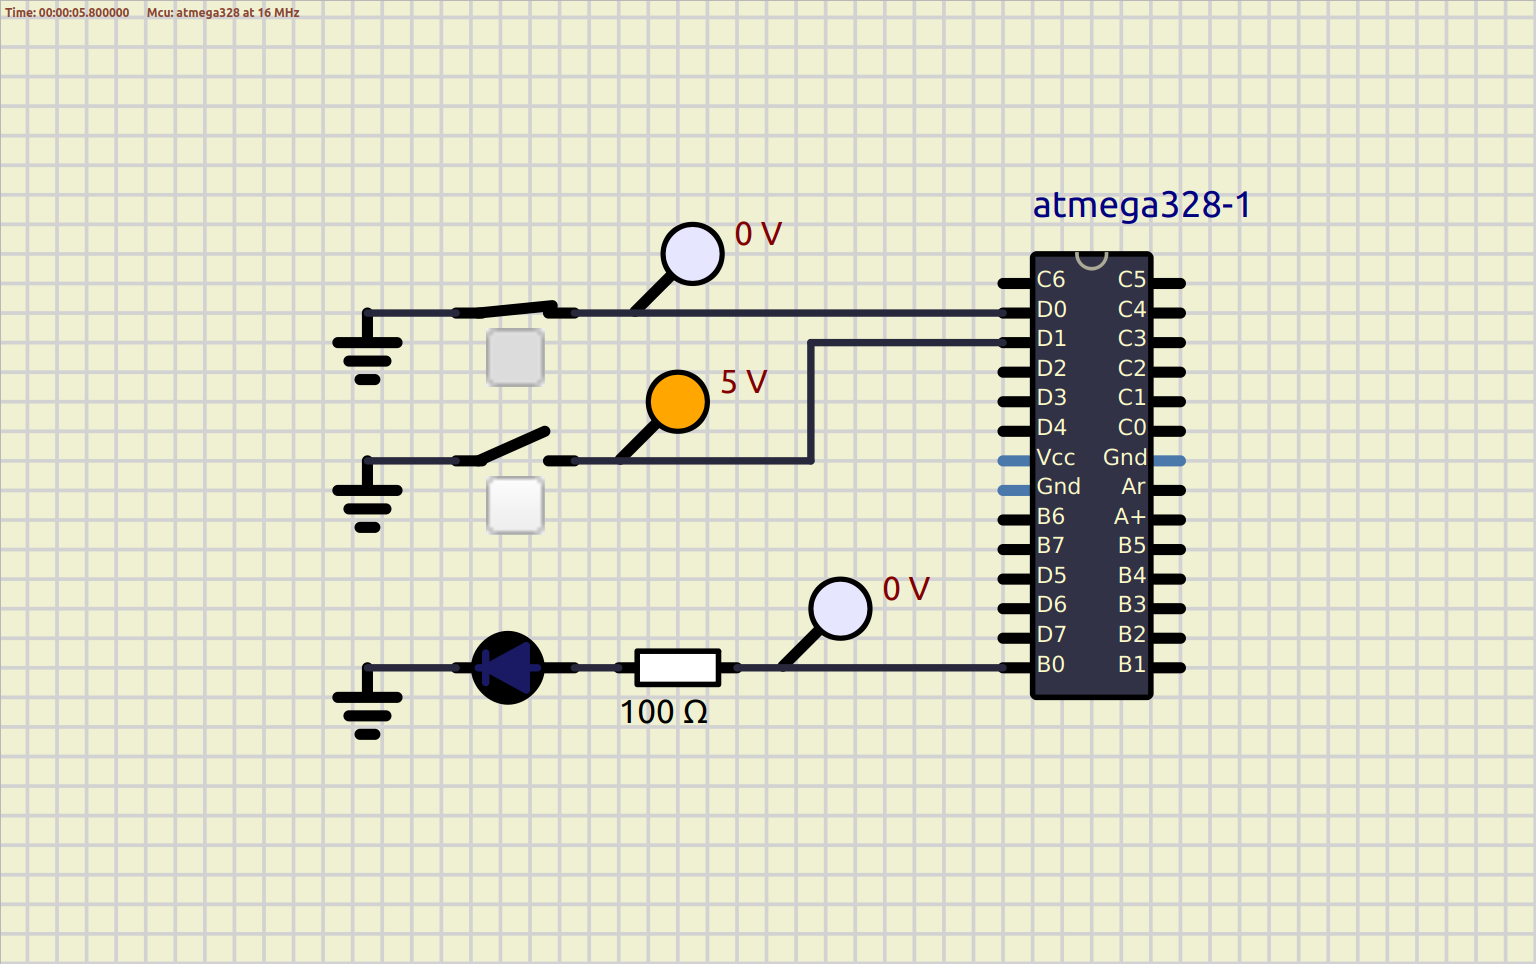 Time: 00:00:05.800000 Mcu: atmega328 at 16 MHz
atmega328-1
0 V
5 V
0 V
100 Ω
C6 C5
D0 C4
D1 C3
D2 C2
D3 C1
D4 C0
Vcc Gnd
Gnd Ar
B6 A+
B7 B5
D5 B4
D6 B3
D7 B2
B0 B1